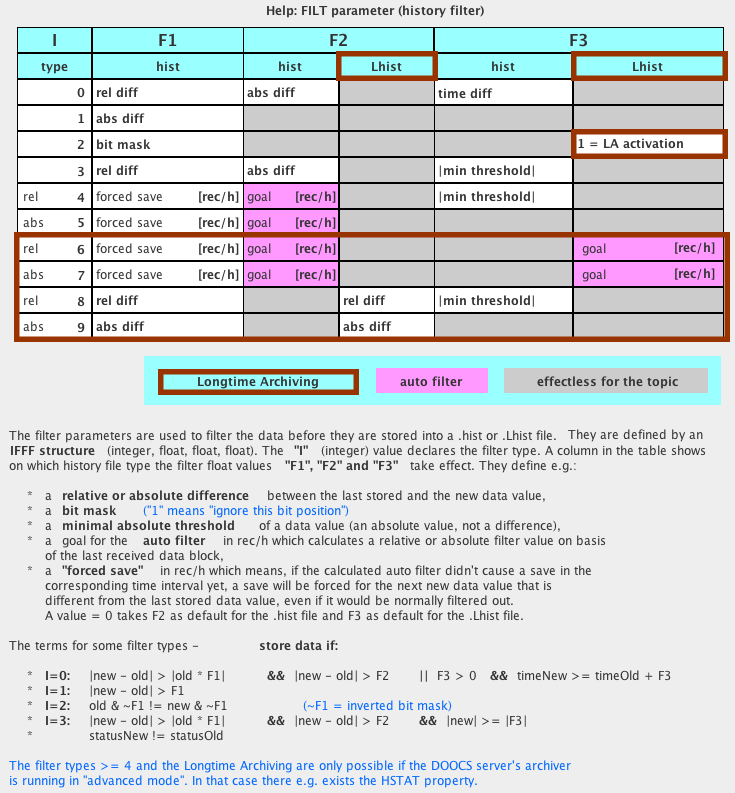 Help: FILT parameter (history filter)
I F1 F2 F3
type hist hist Lhist hist Lhist
0 rel diff abs diff time diff
1 abs diff
2 bit mask 1 = LA activation
3 rel diff abs diff |min threshold|
rel 4 forced save [rec/h] goal [rec/h] |min threshold|
abs 5 forced save [rec/h] goal [rec/h]
rel 6 forced save [rec/h] goal [rec/h] goal [rec/h]
abs 7 forced save [rec/h] goal [rec/h] goal [rec/h]
rel 8 rel diff rel diff |min threshold|
abs 9 abs diff abs diff
Longtime Archiving auto filter effectless for the topic
The filter parameters are used to filter the data before they are stored into a .hist or .Lhist file. They are defined by an
IFFF structure (integer, float, float, float). The "I" (integer) value declares the filter type. A column in the table shows
on which history file type the filter float values "F1", "F2" and "F3" take effect. They define e.g.:
* a relative or absolute difference between the last stored and the new data value,
* a bit mask ("1" means "ignore this bit position")
* a minimal absolute threshold of a data value (an absolute value, not a difference),
* a goal for the auto filter in rec/h which calculates a relative or absolute filter value on basis
of the last received data block,
* a "forced save" in rec/h which means, if the calculated auto filter didn't cause a save in the
corresponding time interval yet, a save will be forced for the next new data value that is
different from the last stored data value, even if it would be normally filtered out.
A value = 0 takes F2 as default for the .hist file and F3 as default for the .Lhist file.
The terms for some filter types - store data if:
* I=0: |new - old| > |old * F1| && |new - old| > F2 || F3 > 0 && timeNew >= timeOld + F3
* I=1: |new - old| > F1
* I=2: old & ~F1 != new & ~F1 (~F1 = inverted bit mask)
* I=3: |new - old| > |old * F1| && |new - old| > F2 && |new| >= |F3|
* statusNew != statusOld
The filter types >= 4 and the Longtime Archiving are only possible if the DOOCS server's archiver
is running in "advanced mode". In that case there e.g. exists the HSTAT property.